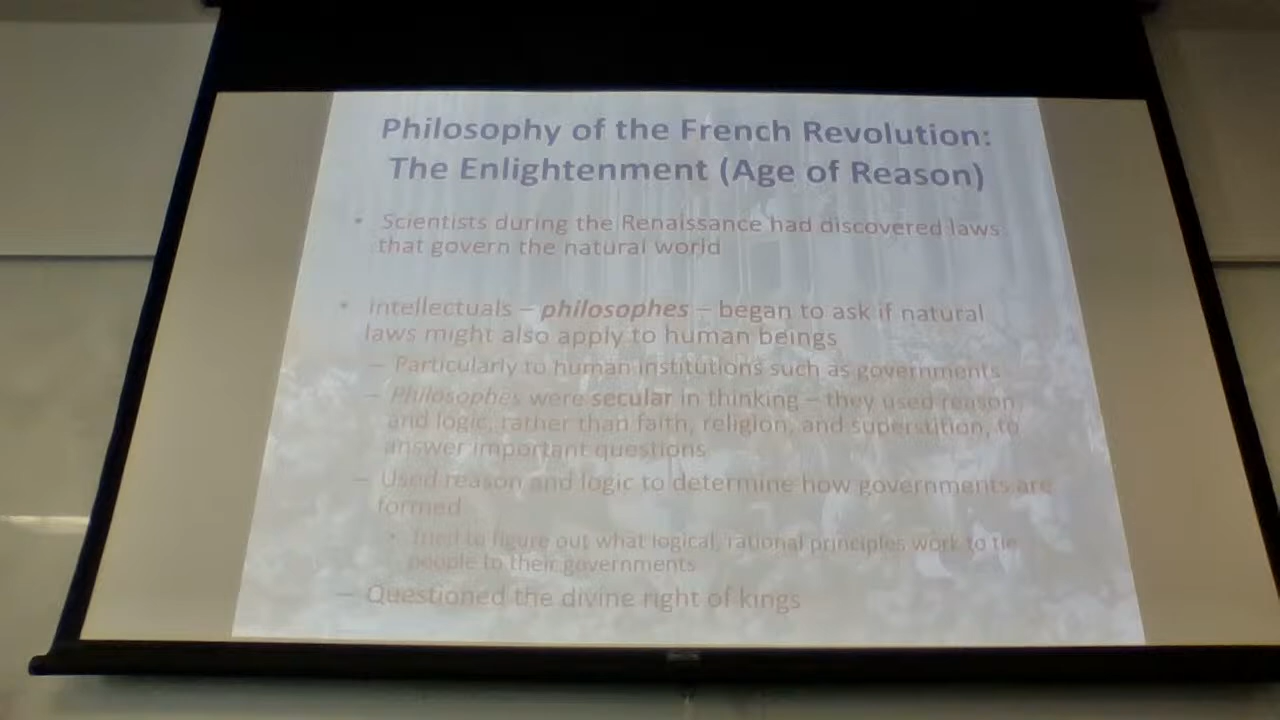 Philosophy of the French Revolution:
The Enlightenment (Age of Reason)
• Scientists during the Renaissance had discovered laws
that govern the natural world
• Intellectuals – philosophes – began to ask if natural
laws might also apply to human beings
– Particularly to human institutions such as governments
– Philosophes were secular in thinking – they used reason
and logic, rather than faith, religion, and superstition, to
answer important questions
– Used reason and logic to determine how governments are
formed
• Tried to figure out what logical, rational principles work to tie
people to their governments
– Questioned the divine right of kings